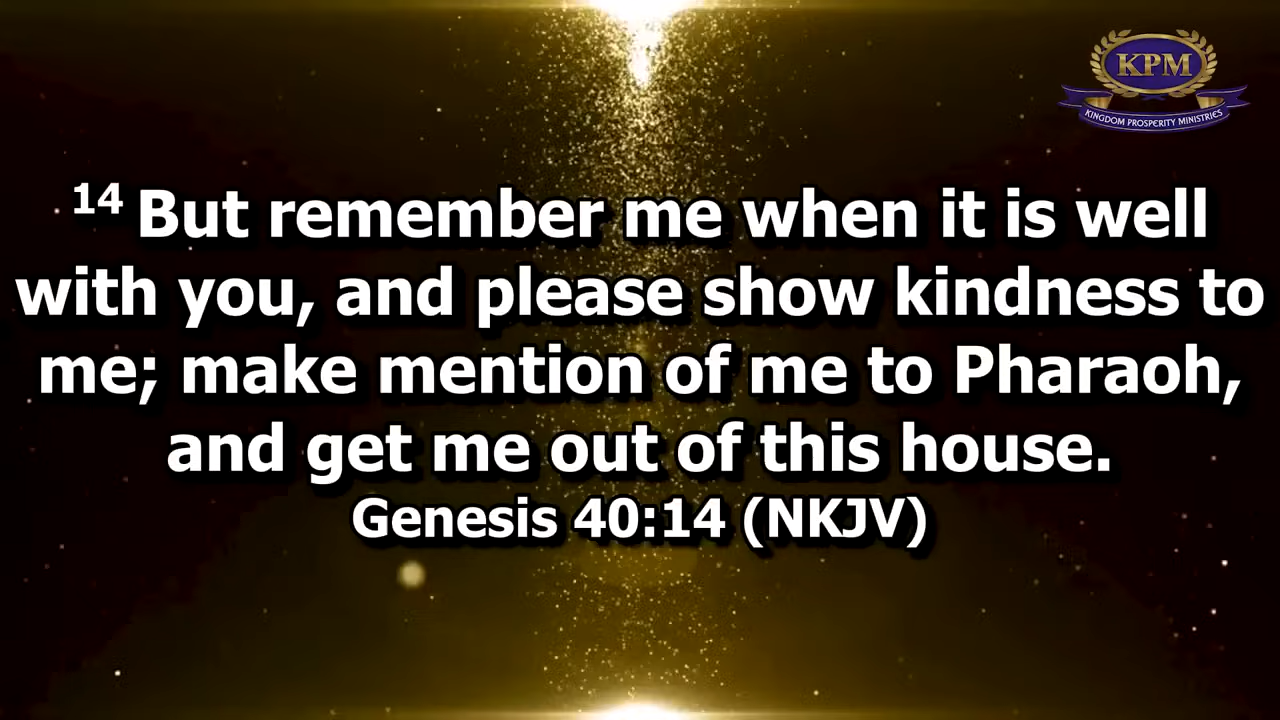 KPM
KINGDOM PROSPERITY MINISTRIES
14 But remember me when it is well
with you, and please show kindness to
me; make mention of me to Pharaoh,
and get me out of this house.
Genesis 40:14 (NKJV)